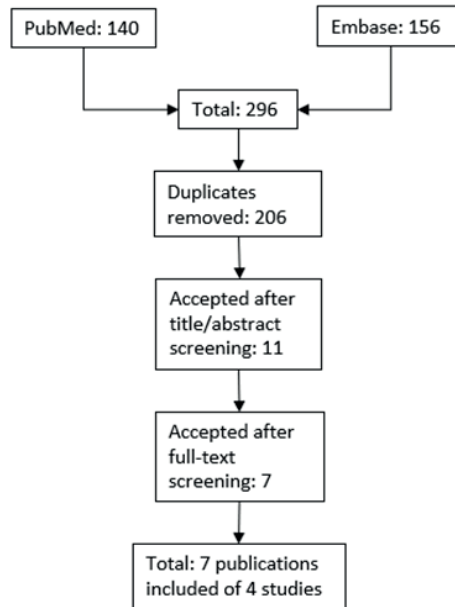 PubMed: 140
Embase: 156
Total: 296
Duplicates
removed: 206
Accepted after
title/abstract
screening: 11
Accepted after
full-text
screening: 7
Total: 7 publications
included of 4 studies